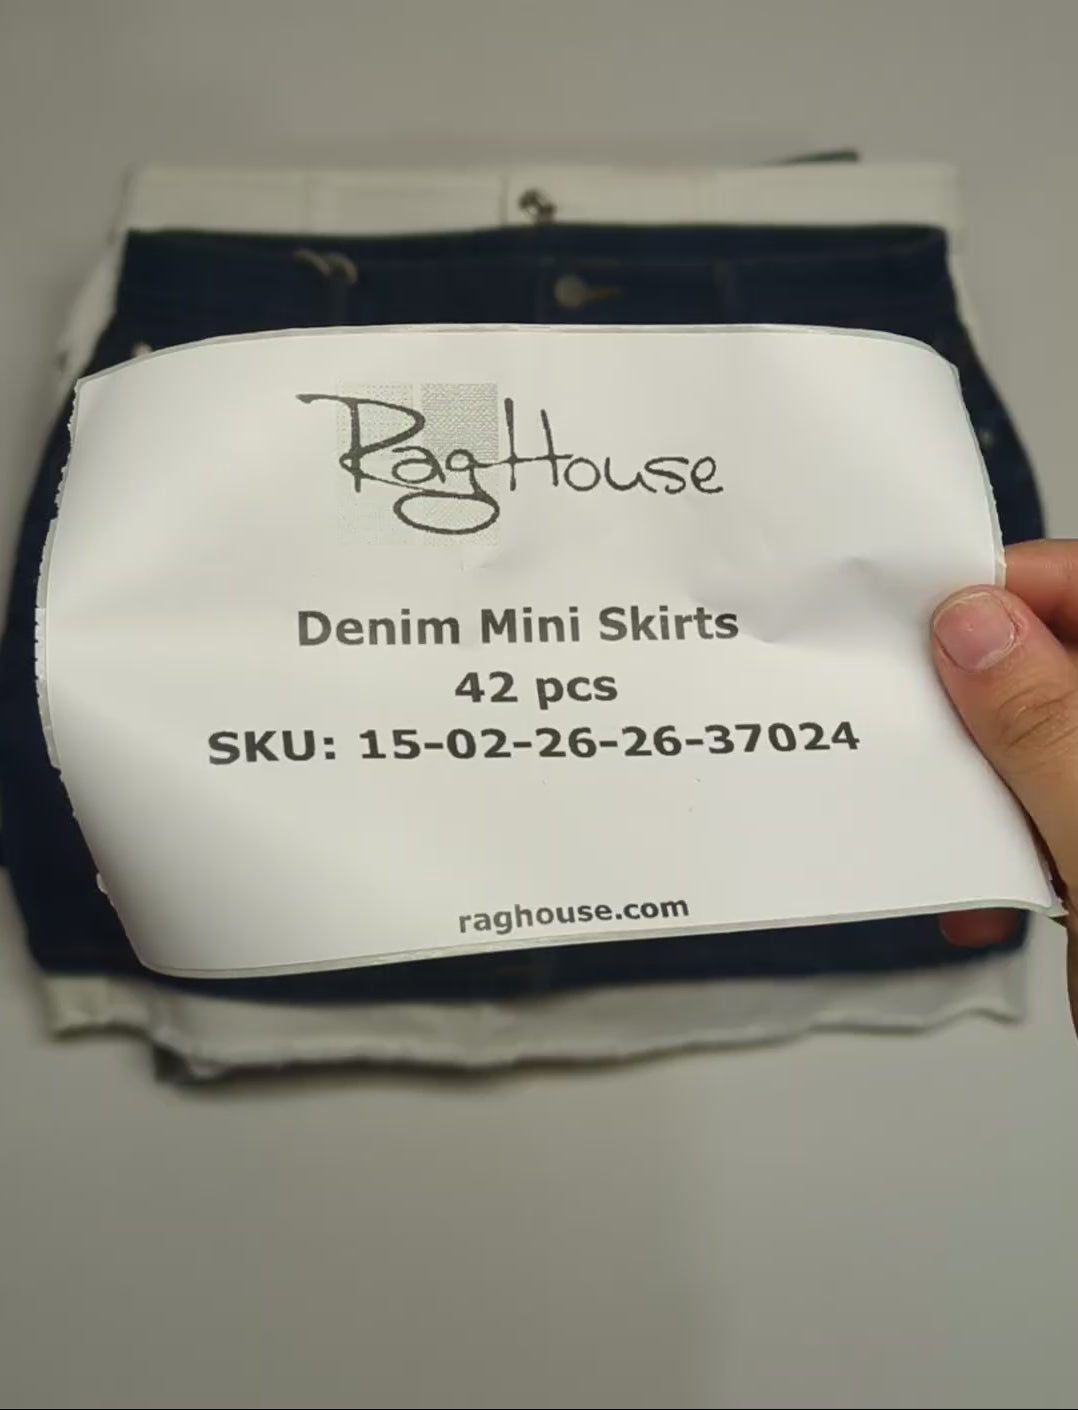 RagHouse
Denim Mini Skirts
42 pcs
SKU: 15-02-26-26-37024
raghouse.com